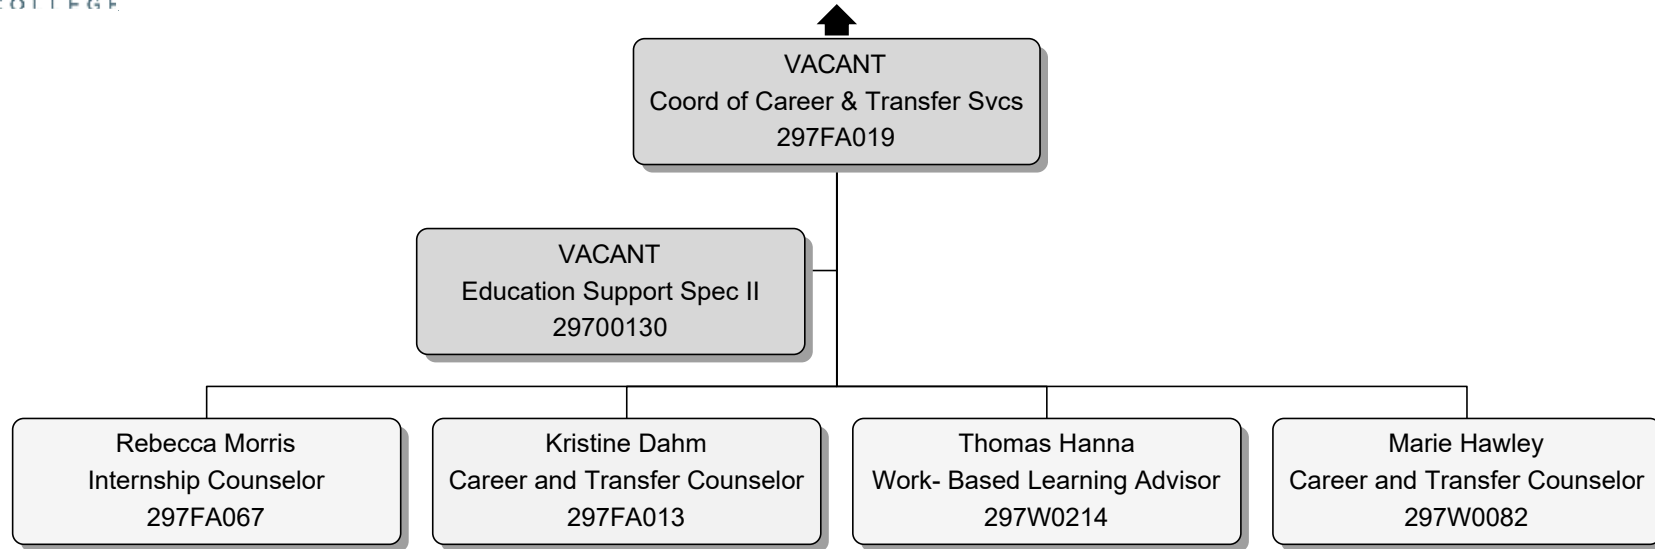 COLLEGE
VACANT
Coord of Career & Transfer Svcs
297FA019
VACANT
Education Support Spec II
29700130
Rebecca Morris
Internship Counselor
297FA067
Kristine Dahm
Career and Transfer Counselor
297FA013
Thomas Hanna
Work- Based Learning Advisor
297W0214
Marie Hawley
Career and Transfer Counselor
297W0082